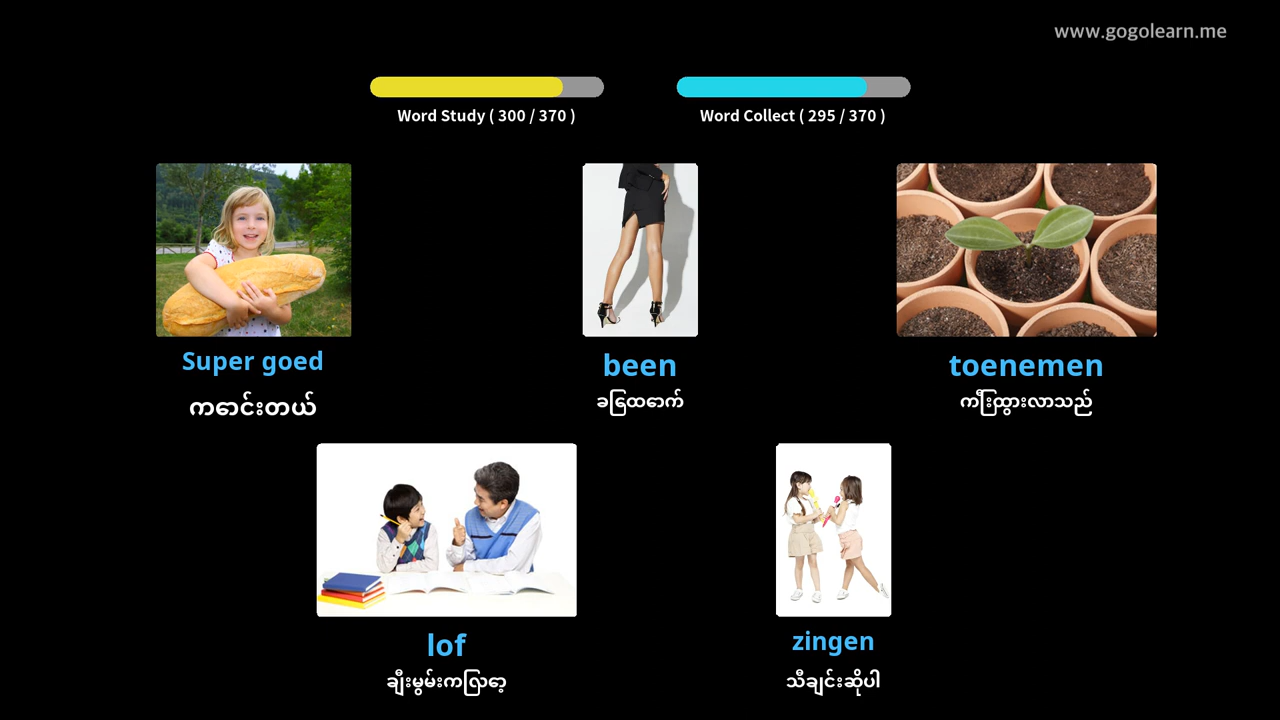 www.gogolearn.me
Word Study ( 300 / 370 )
Word Collect ( 295 / 370 )
Super goed
ကောင်းတယ်
been
ခြေထောက်
toenemen
ကြီးထွားလာသည်
lof
ချီးမွမ်းကြလော့
zingen
သီချင်းဆိုပါ